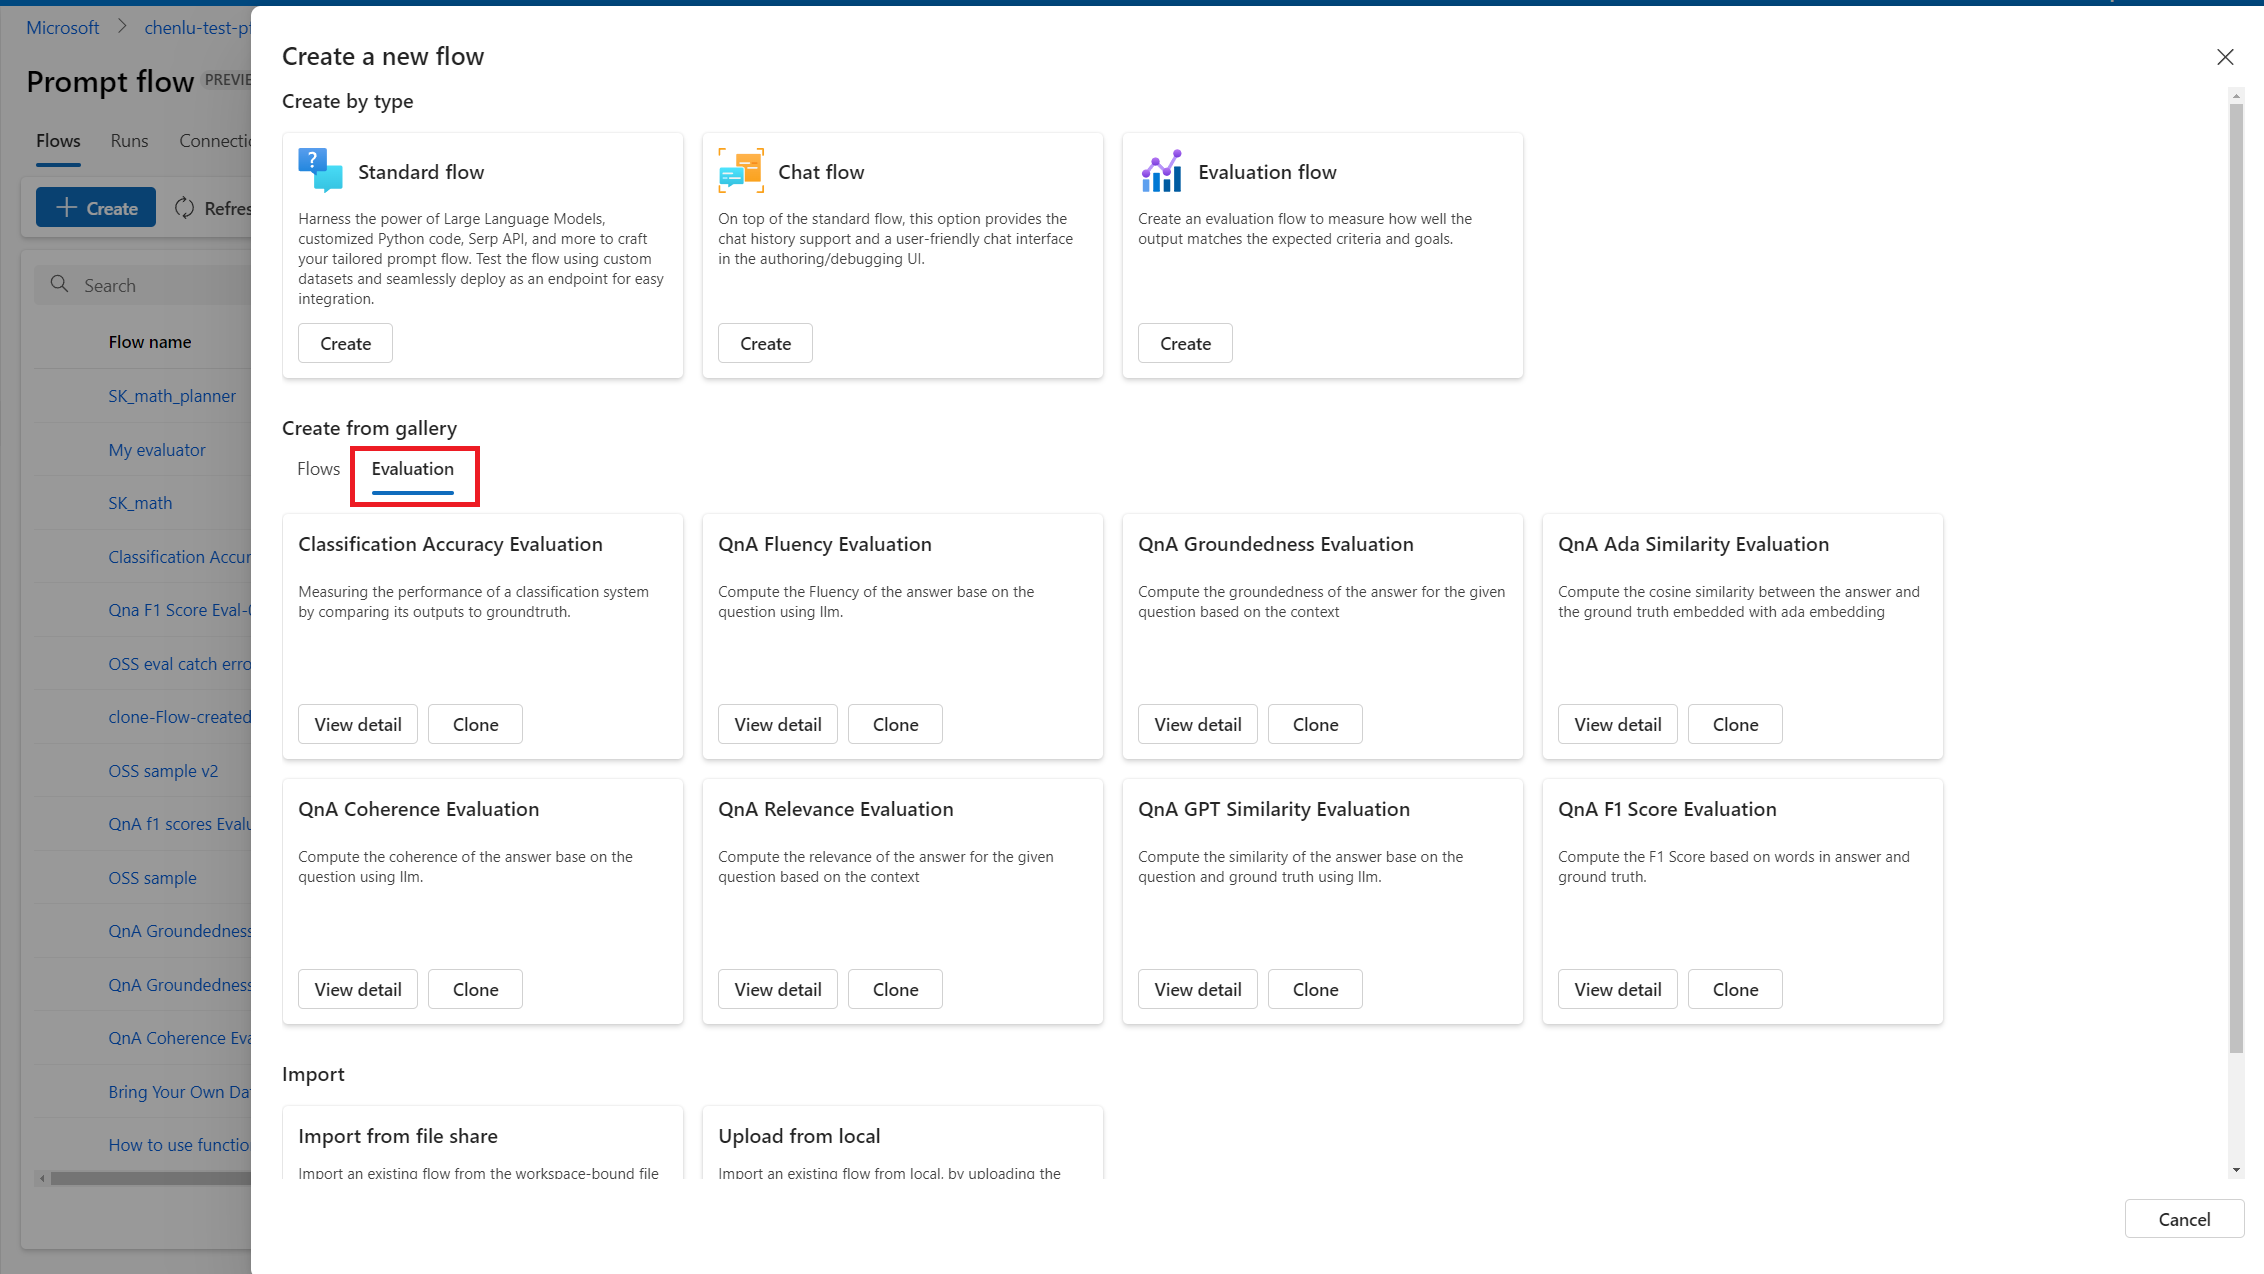 Microsoft > chenlu-test-pf
Prompt flow PREVIE
Flows Runs Connectio
Create Refres
Search
Flow name
SK_math_planner
My evaluator
SK_math
Classification Accur
Qna F1 Score Eval-
OSS eval catch erro
clone-Flow-created
OSS sample v2
QnA f1 scores Evalu
OSS sample
QnA Groundedness
QnA Groundedness
QnA Coherence Eva
Bring Your Own Da
How to use functio
Create a new flow
Create by type
Standard flow
Harness the power of Large Language Models,
customized Python code, Serp API, and more to craft
your tailored prompt flow. Test the flow using custom
datasets and seamlessly deploy as an endpoint for easy
integration.
Create
Chat flow
On top of the standard flow, this option provides the
chat history support and a user-friendly chat interface
in the authoring/debugging UI.
Create
Evaluation flow
Create an evaluation flow to measure how well the
output matches the expected criteria and goals.
Create
Create from gallery
Flows Evaluation
Classification Accuracy Evaluation
Measuring the performance of a classification system
by comparing its outputs to groundtruth.
View detail Clone
QnA Fluency Evaluation
Compute the Fluency of the answer base on the
question using llm.
View detail Clone
QnA Groundedness Evaluation
Compute the groundedness of the answer for the given
question based on the context
View detail Clone
QnA Ada Similarity Evaluation
Compute the cosine similarity between the answer and
the ground truth embedded with ada embedding
View detail Clone
QnA Coherence Evaluation
Compute the coherence of the answer base on the
question using llm.
View detail Clone
QnA Relevance Evaluation
Compute the relevance of the answer for the given
question based on the context
View detail Clone
QnA GPT Similarity Evaluation
Compute the similarity of the answer base on the
question and ground truth using llm.
View detail Clone
QnA F1 Score Evaluation
Compute the F1 Score based on words in answer and
ground truth.
View detail Clone
Import
Import from file share
Import an existing flow from the workspace-bound file
Upload from local
Import an existing flow from local, by uploading the
Cancel